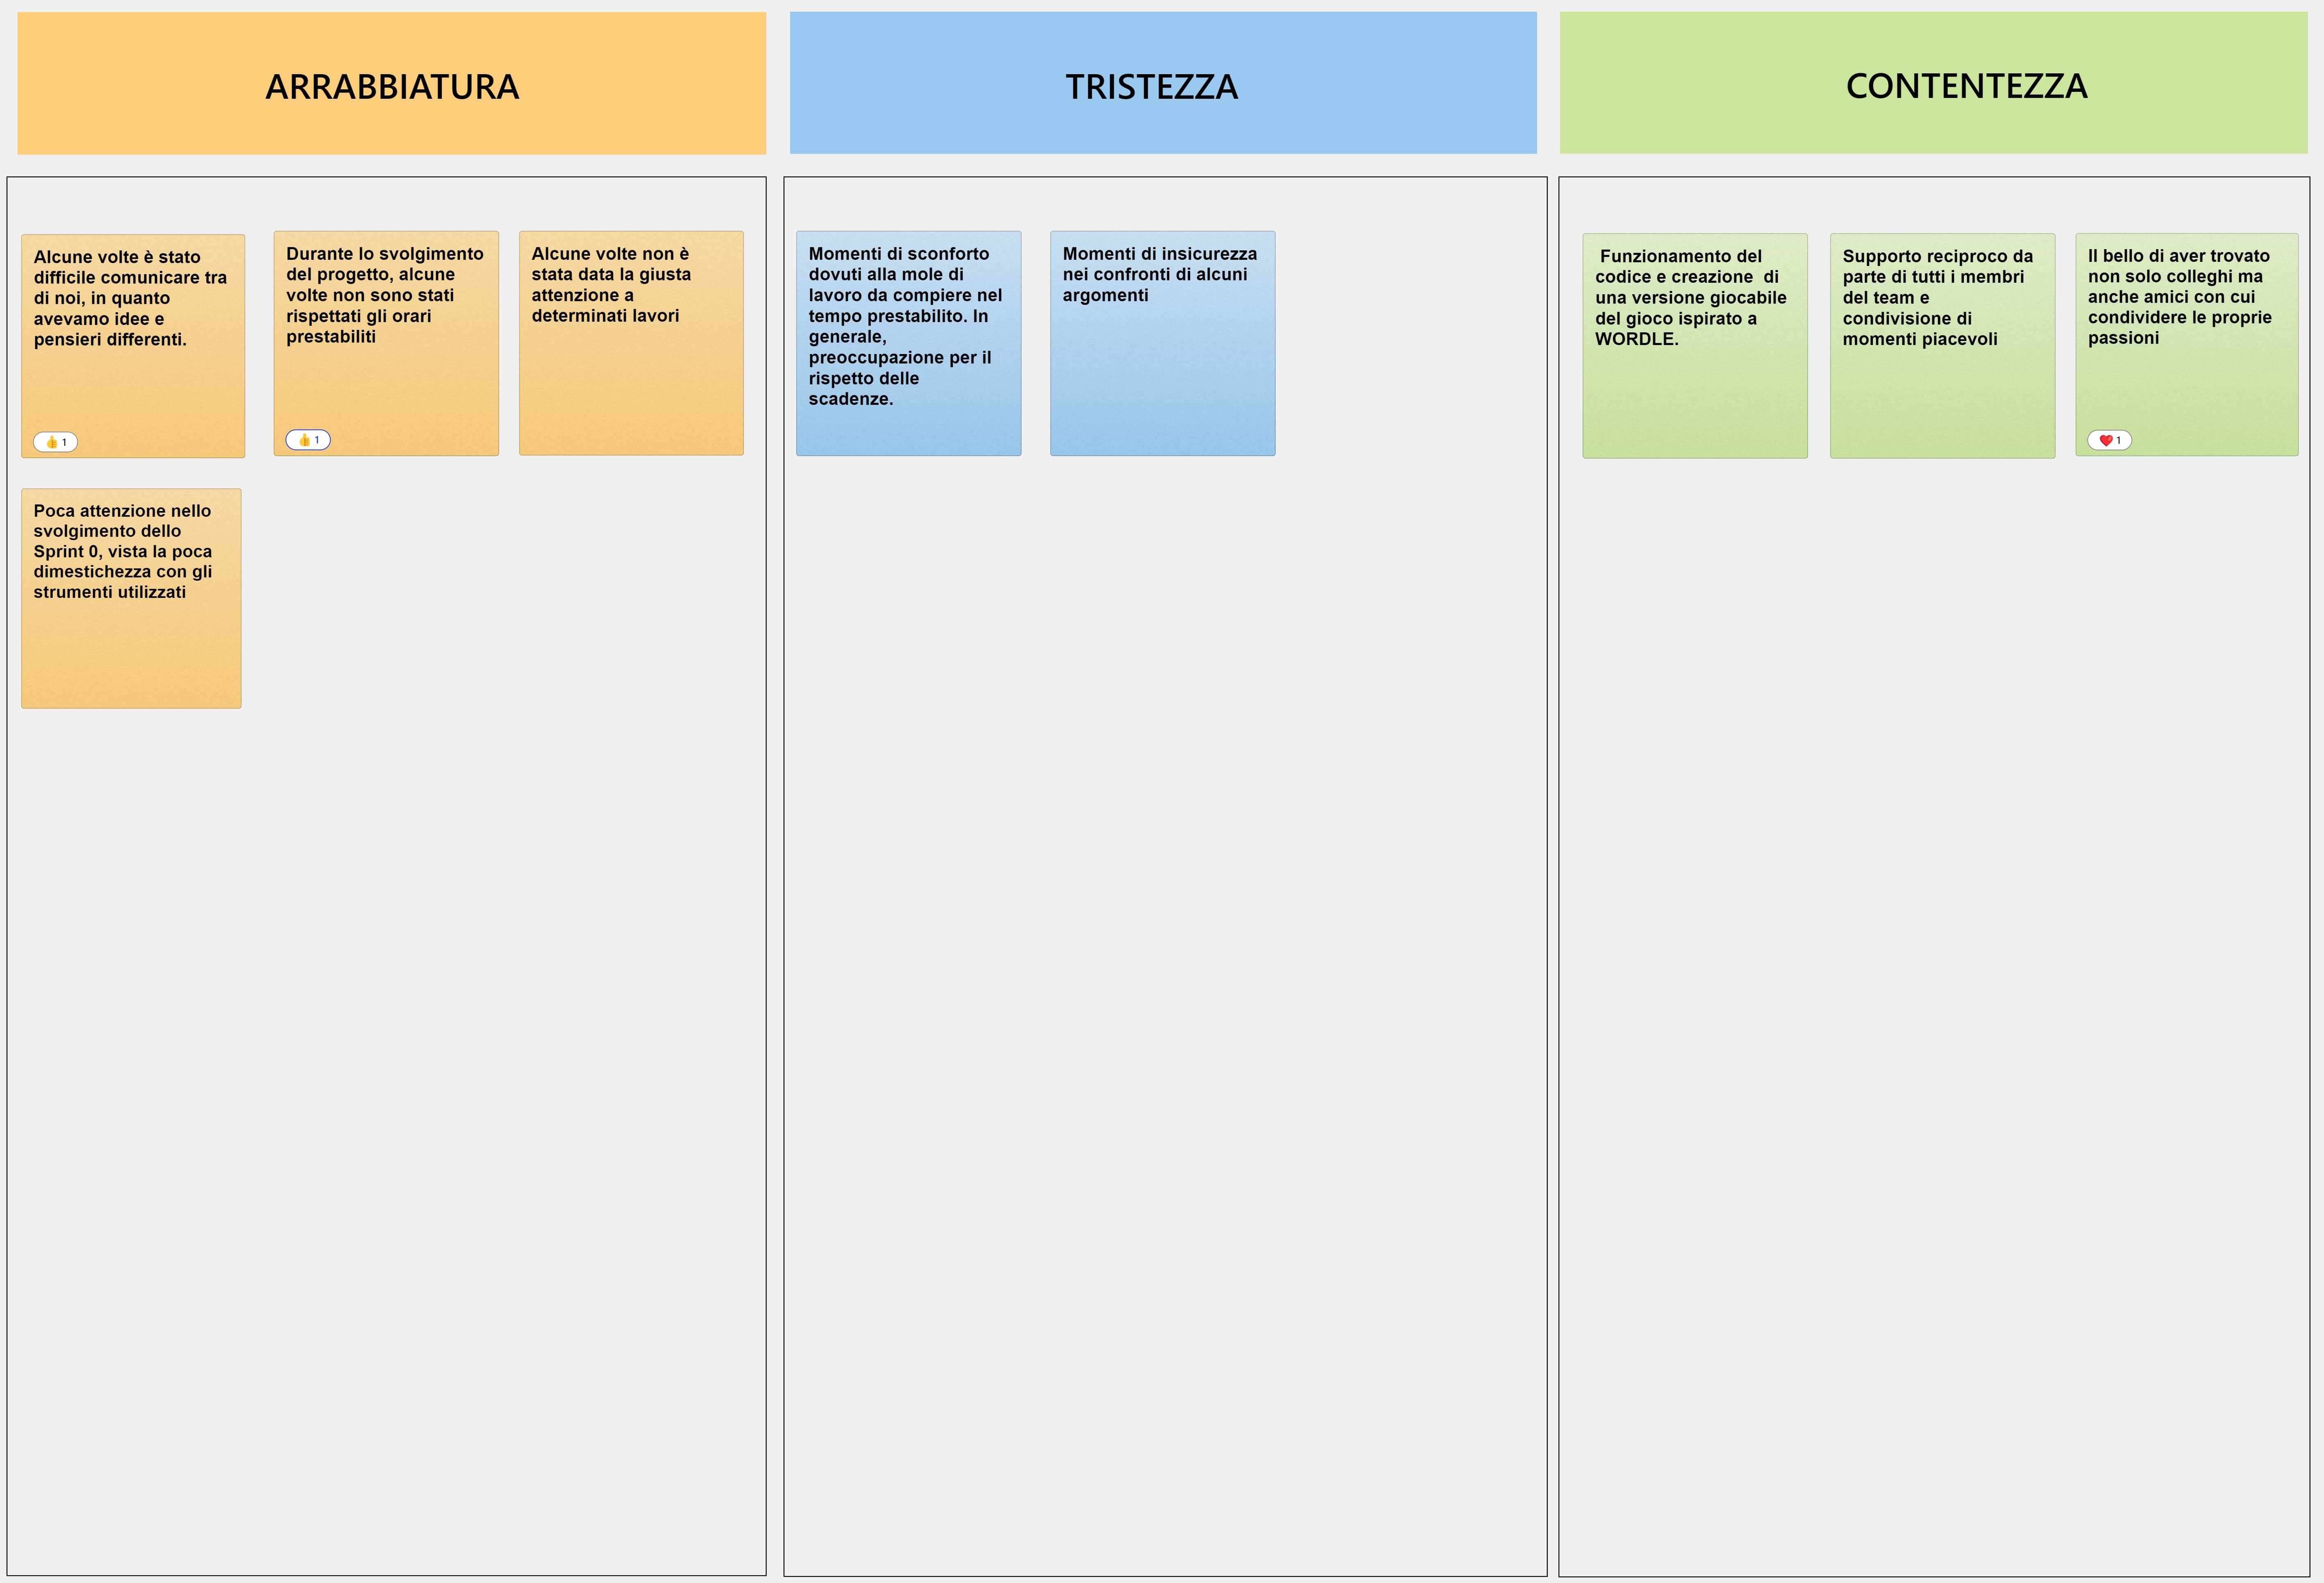 ARRABBIATURA
Alcune volte è stato
difficile comunicare tra
di noi, in quanto
avevamo idee e
pensieri differenti.
1
Durante lo svolgimento
del progetto, alcune
volte non sono stati
rispettati gli orari
prestabiliti
1
Alcune volte non è
stata data la giusta
attenzione a
determinati lavori
Poca attenzione nello
svolgimento dello
Sprint 0, vista la poca
dimestichezza con gli
strumenti utilizzati
TRISTEZZA
Momenti di sconforto
dovuti alla mole di
lavoro da compiere nel
tempo prestabilito. In
generale,
preoccupazione per il
rispetto delle
scadenze.
Momenti di insicurezza
nei confronti di alcuni
argomenti
CONTENTEZZA
Funzionamento del
codice e creazione  di
una versione giocabile
del gioco ispirato a
WORDLE.
Supporto reciproco da
parte di tutti i membri
del team e
condivisione di
momenti piacevoli
Il bello di aver trovato
non solo colleghi ma
anche amici con cui
condividere le proprie
passioni
1